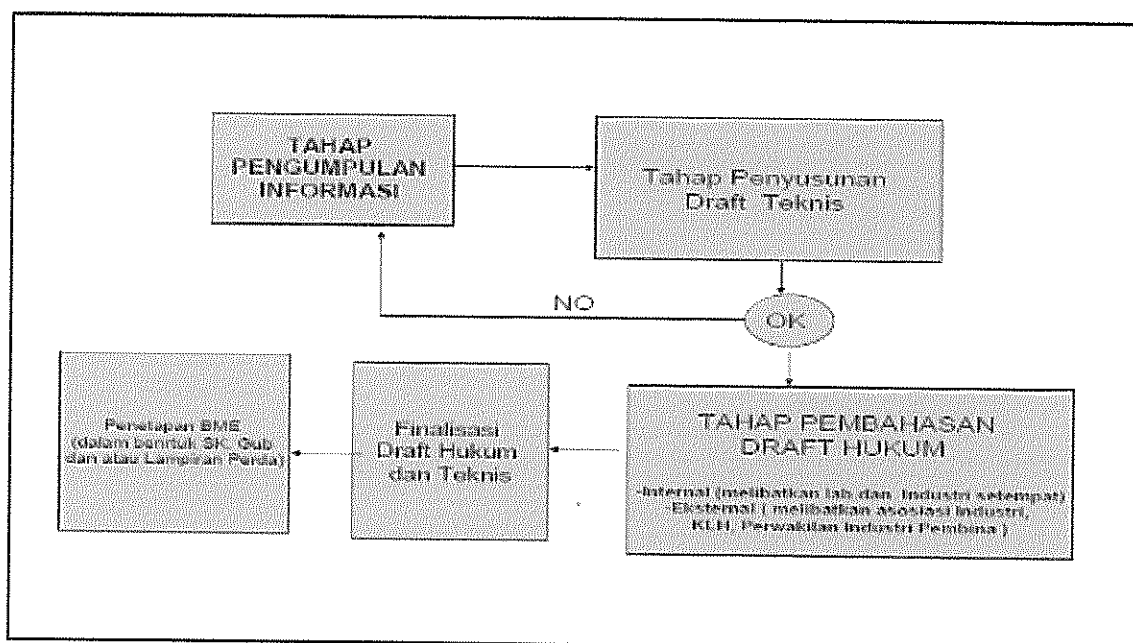 TAHAP
PENGUMPULAN
INFORMASI
Tahap Penyusunan
Draft Teknis
NO
OK
TAHAP PEMBAHASAN
DRAFT HUKUM
-Internal (melibatkan lab dan Industri setempat)
-Eksternal ( melibatkan asosiasi Industri,
KLH, Perwakilan Industri Pembina )
Finalisasi
Draft Hukum
dan Teknis
Penetapan BME
(dalam bentuk SK. Gub
dan atau Lampiran Perda)